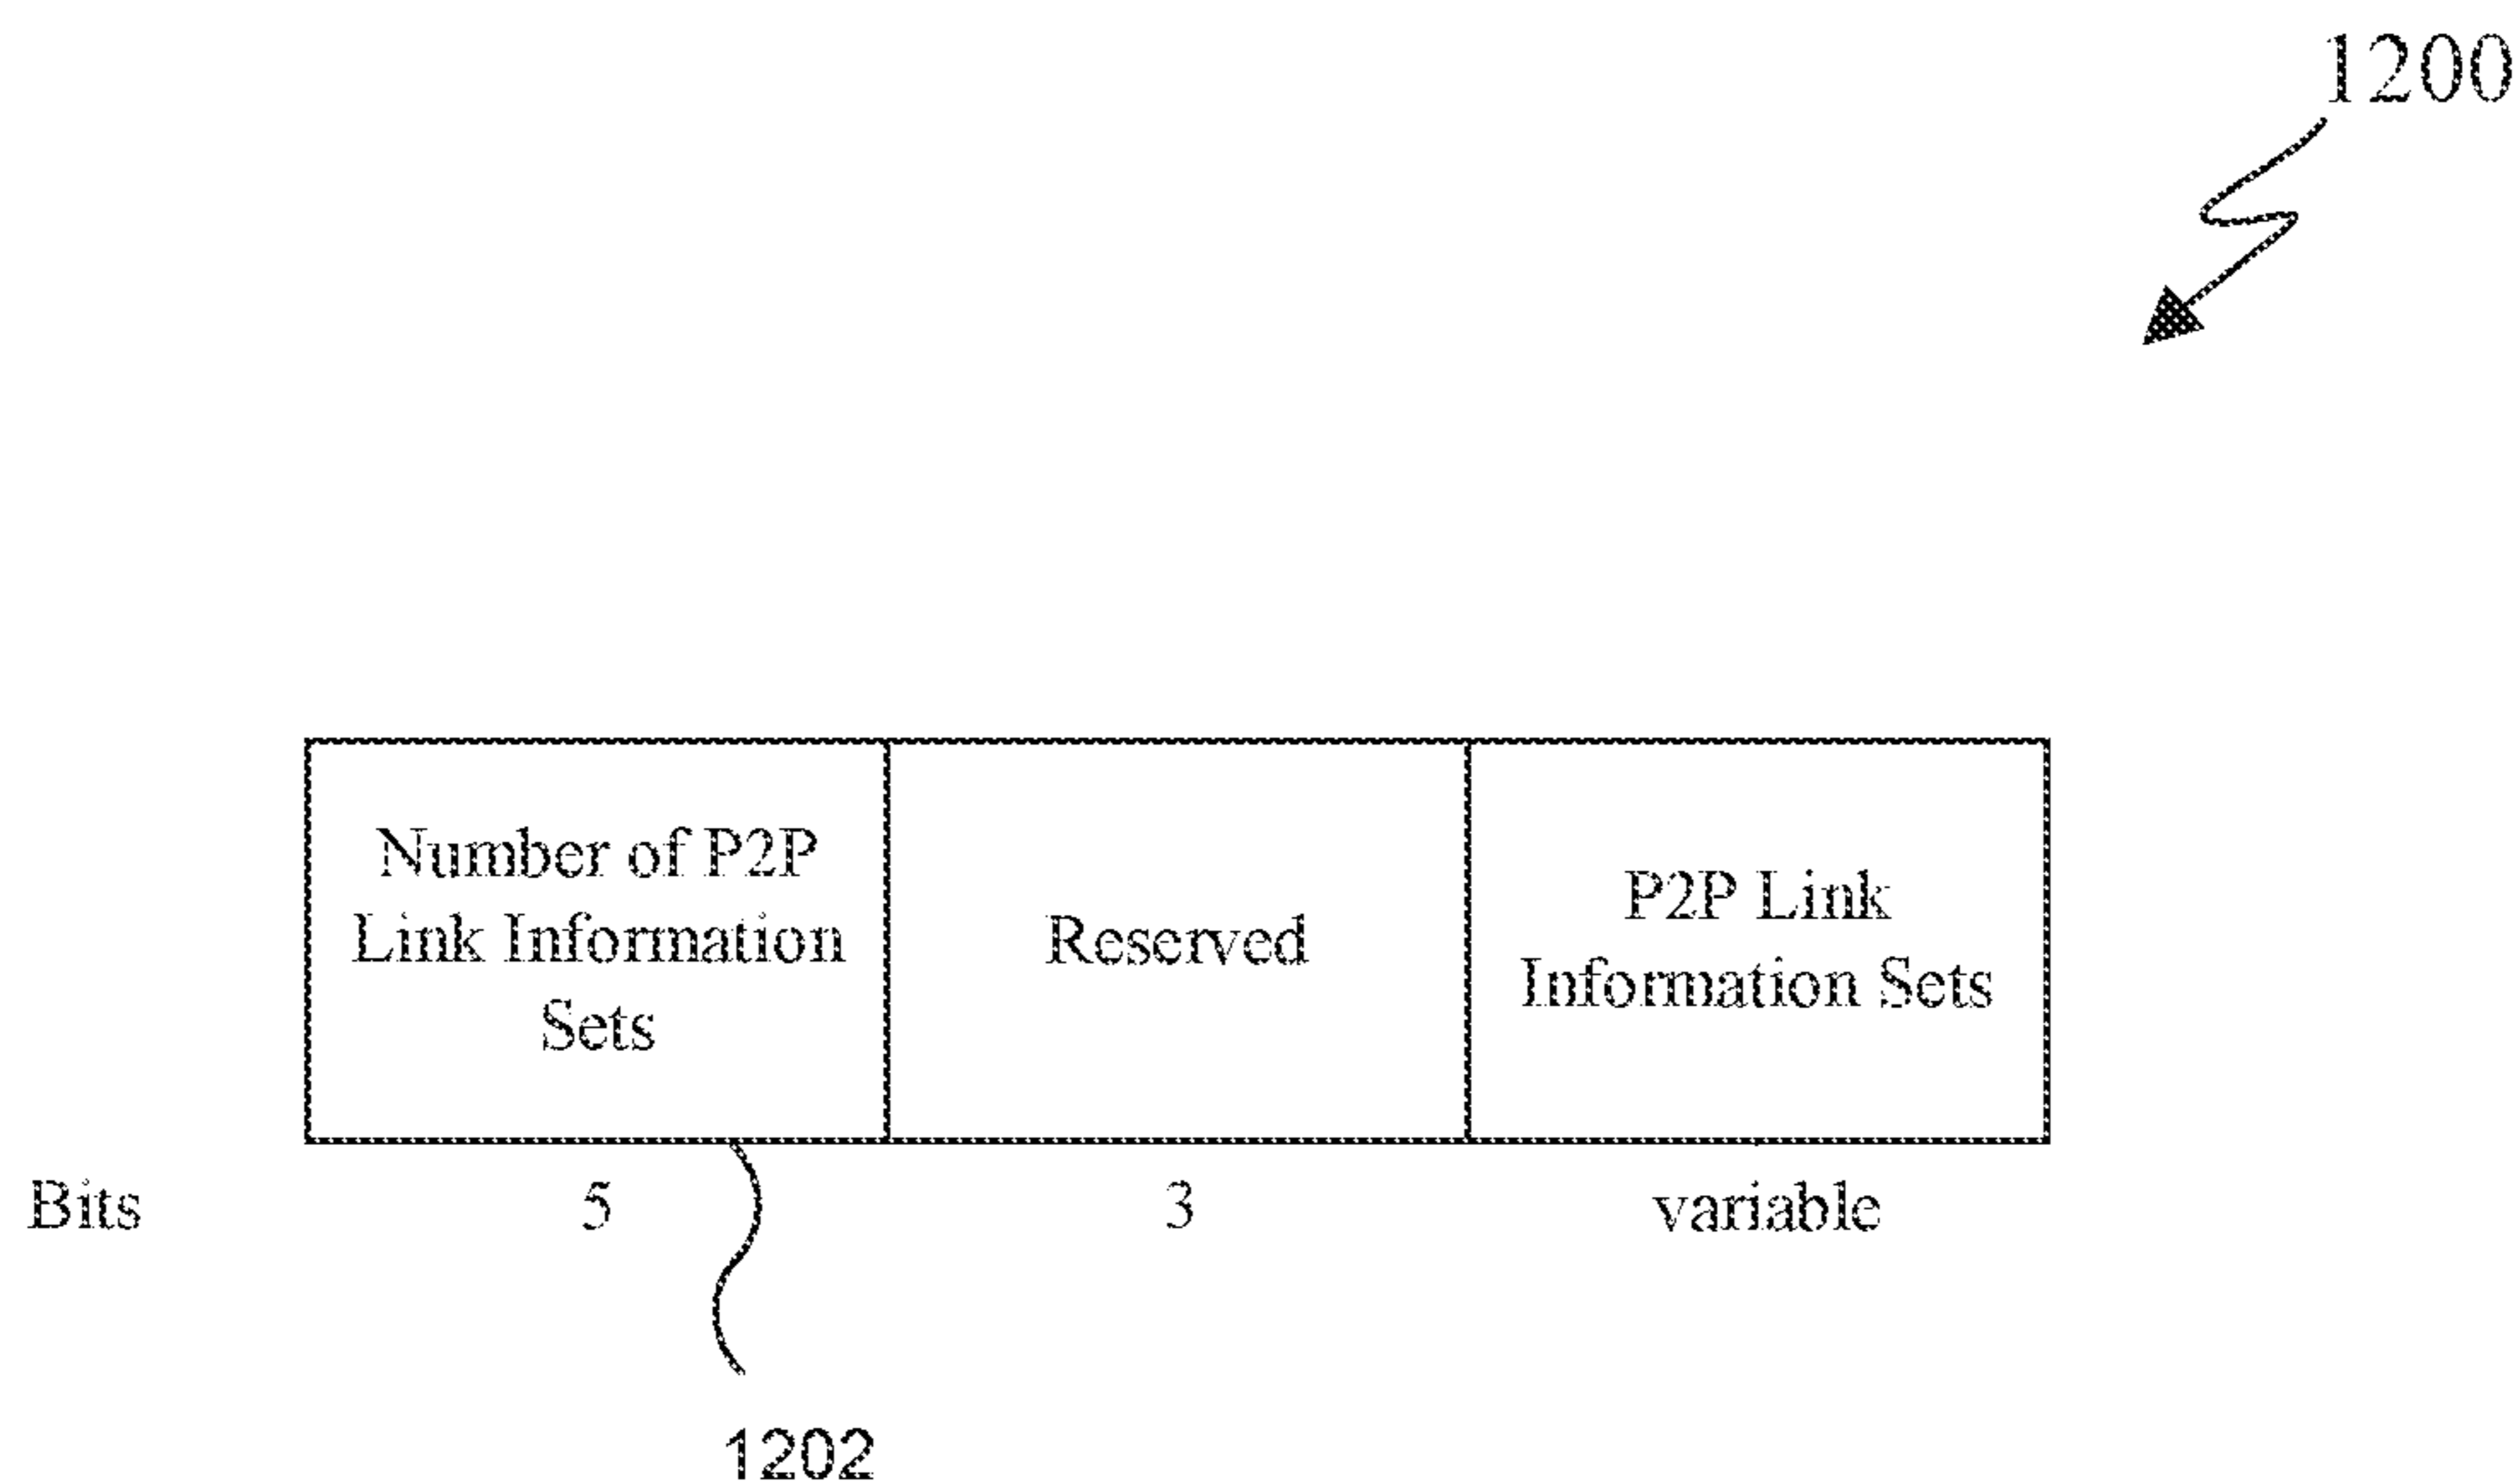 1200
Number of P2P
Link Information
Sets
Reserved
P2P Link
Information Sets
Bits
5
3
variable
1202